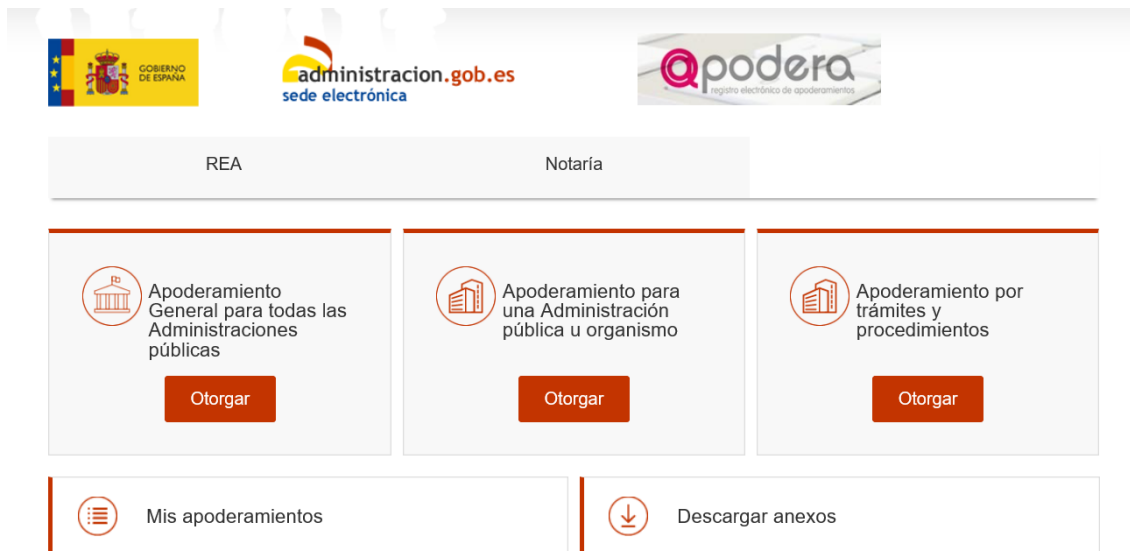 GOBIERNO
DE ESPAÑA
administracion.gob.es
sede electrónica
@podera
registro electrónico de apoderamientos
REA
Notaría
Apoderamiento
General para todas las
Administraciones
públicas
Otorgar
Apoderamiento para
una Administración
pública u organismo
Otorgar
Apoderamiento por
trámites y
procedimientos
Otorgar
Mis apoderamientos
Descargar anexos